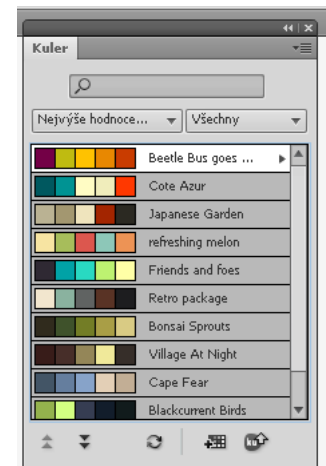 Kuler
Nejvýše hodnoce... Všechny
Beetle Bus goes ...
Cote Azur
Japanese Garden
refreshing melon
Friends and foes
Retro package
Bonsai Sprouts
Village At Night
Cape Fear
Blackcurrent Birds